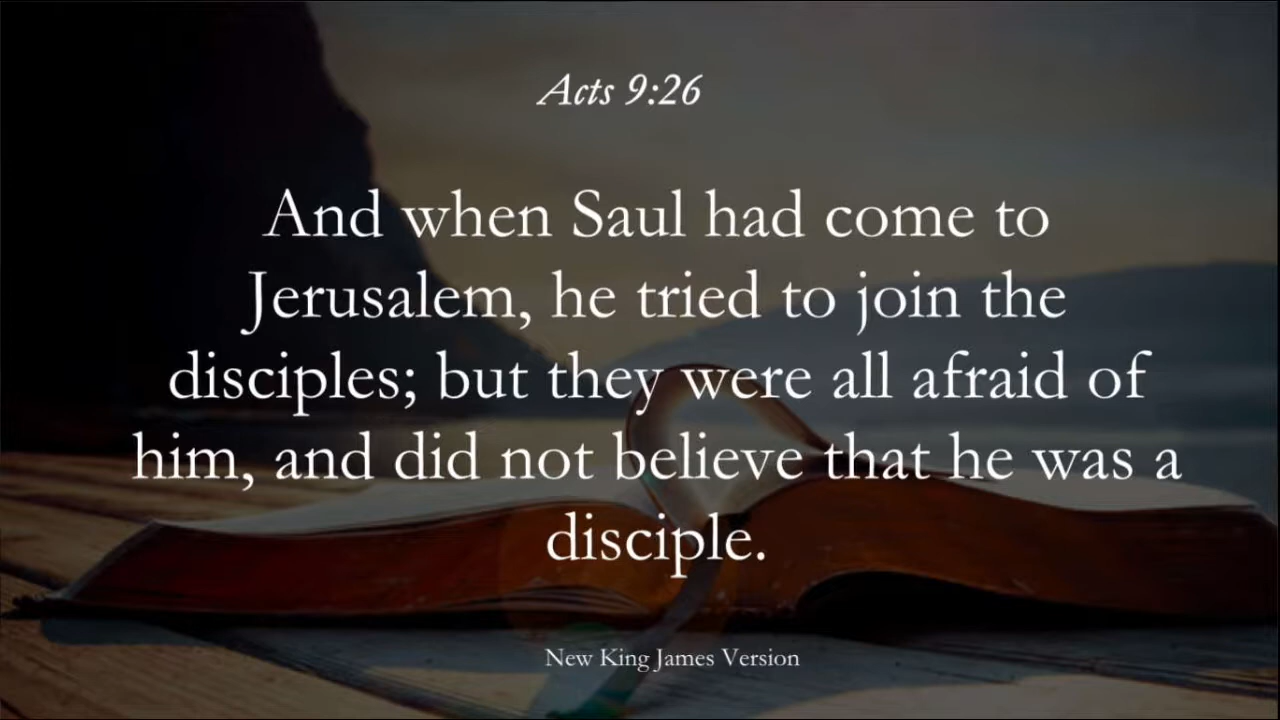 Acts 9:26
And when Saul had come to
Jerusalem, he tried to join the
disciples; but they were all afraid of
him, and did not believe that he was a
disciple.
New King James Version